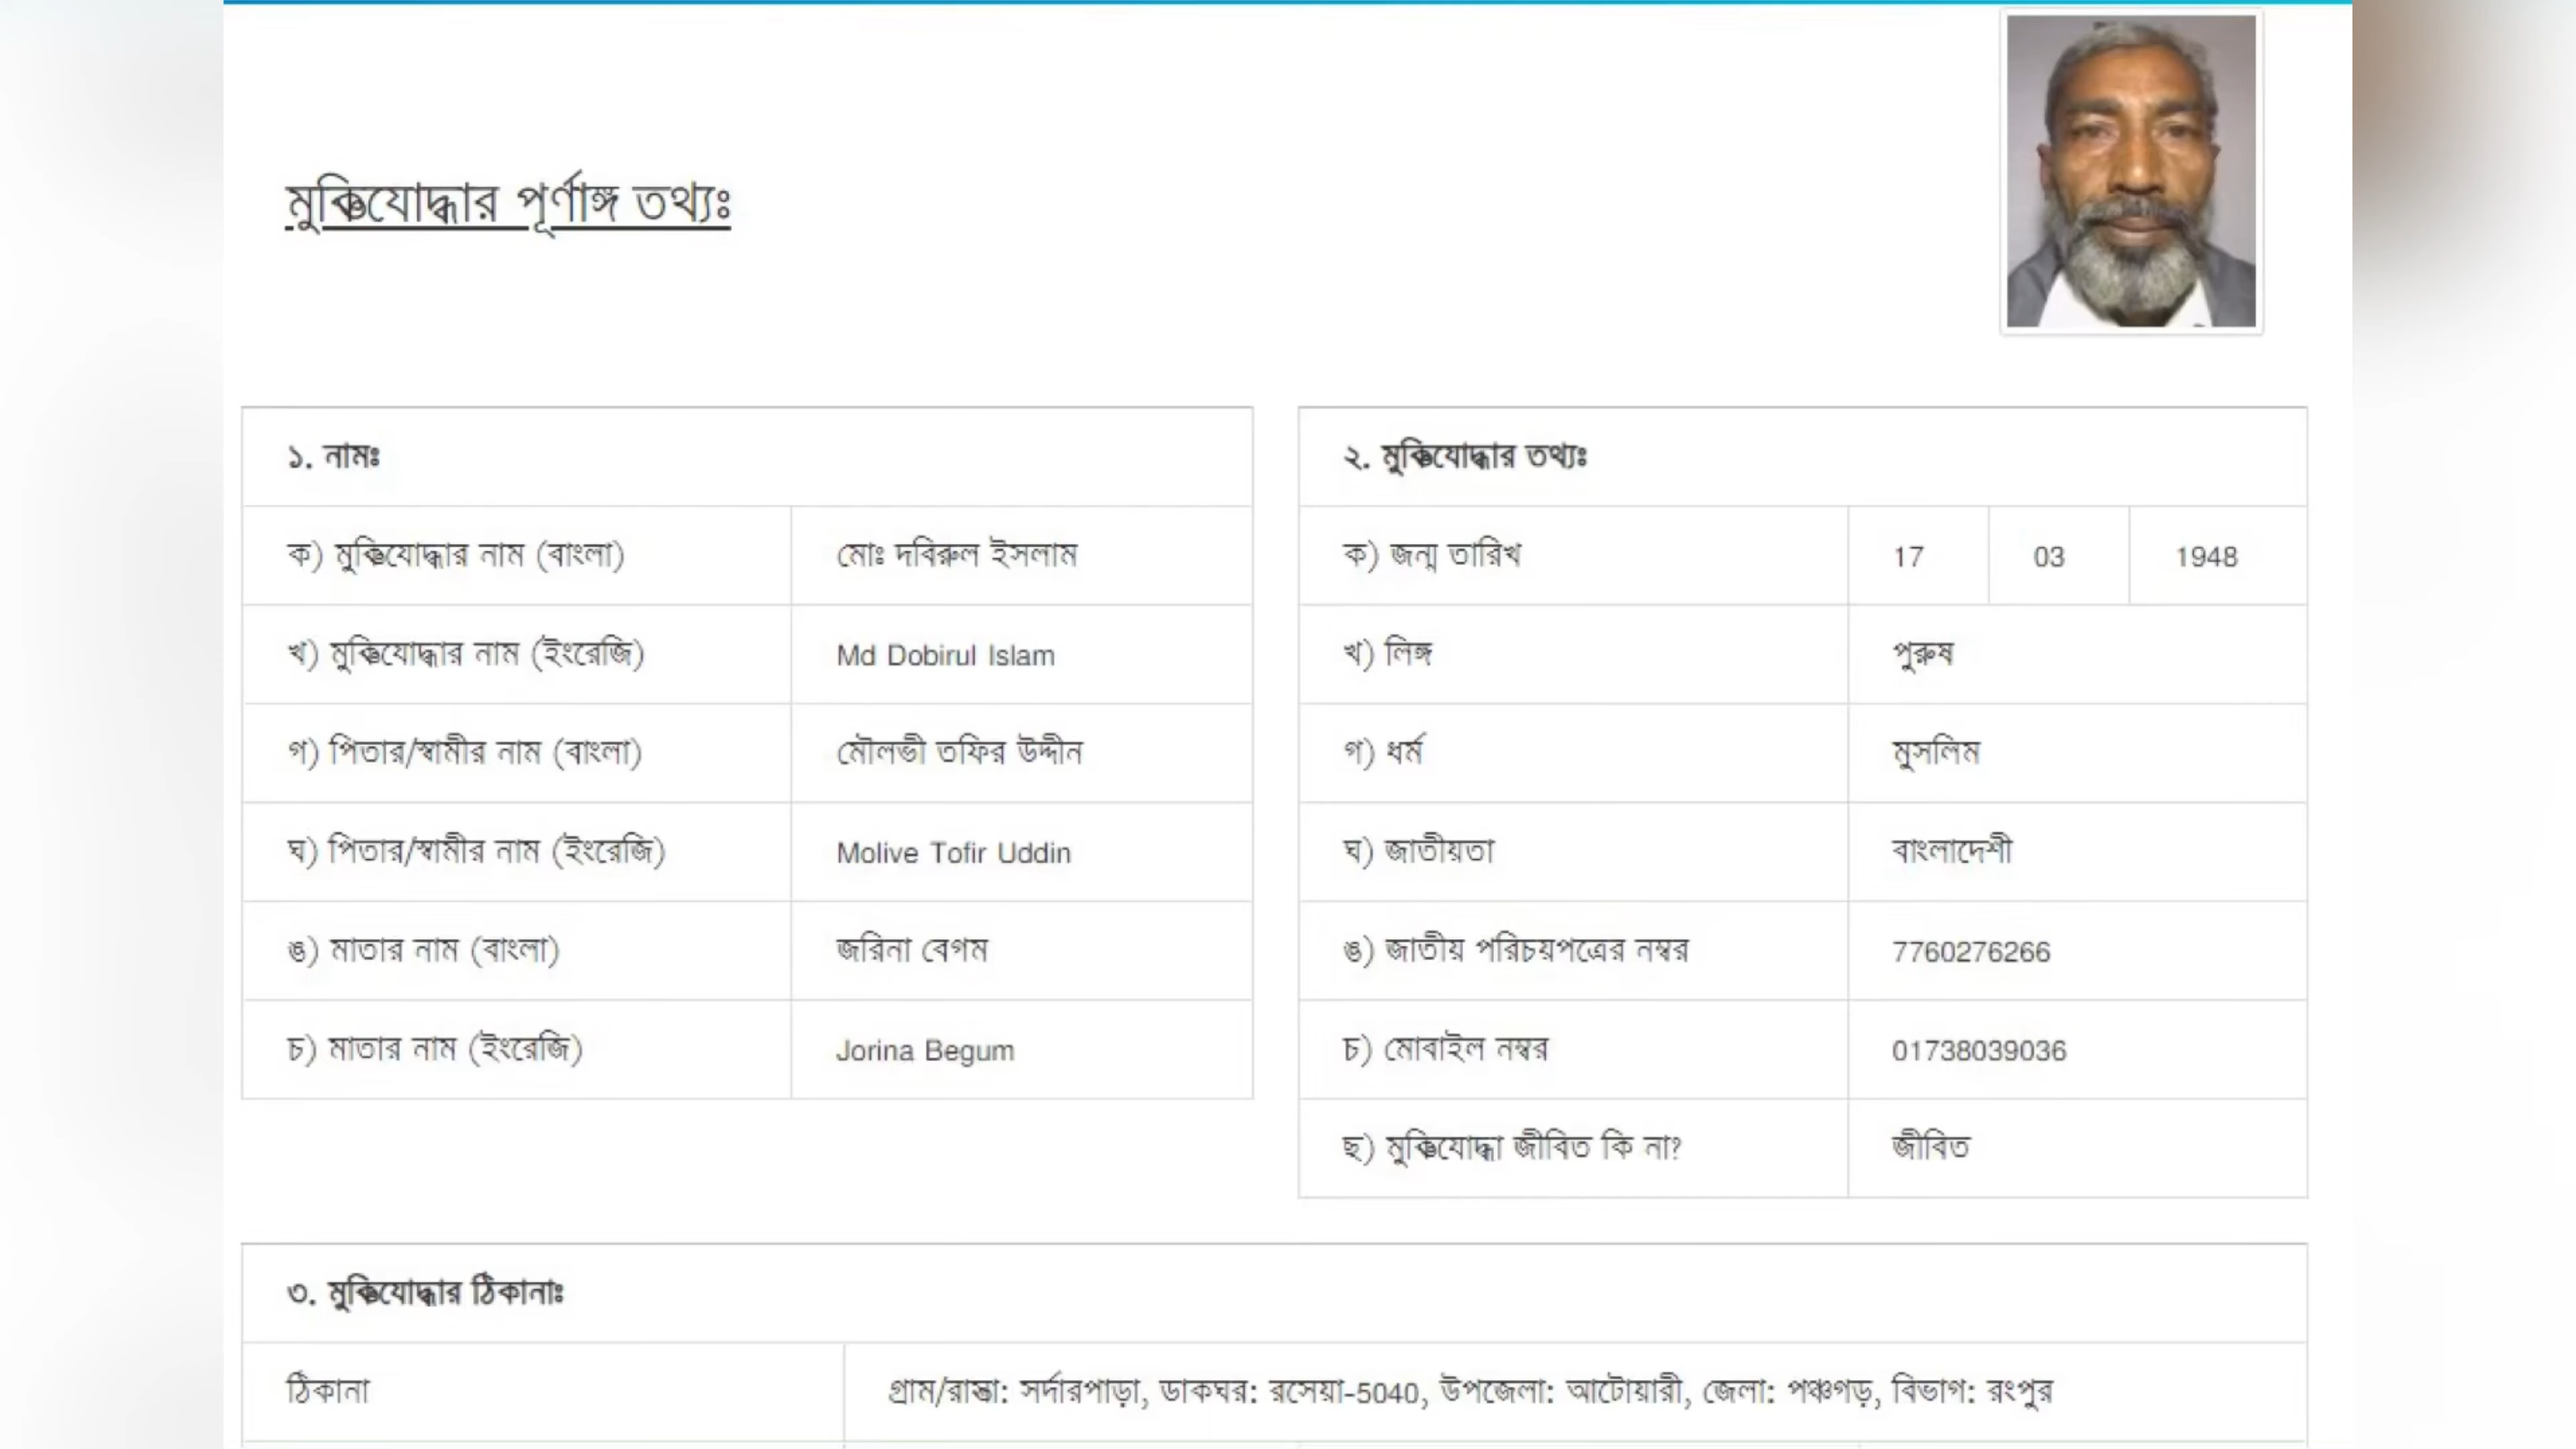 মুক্তিযোদ্ধার পূর্ণাঙ্গ তথ্যঃ
১. নামঃ
ক) মুক্তিযোদ্ধার নাম (বাংলা) মোঃ দবিরুল ইসলাম
খ) মুক্তিযোদ্ধার নাম (ইংরেজি) Md Dobirul Islam
গ) পিতার/স্বামীর নাম (বাংলা) মৌলভী তফির উদ্দীন
ঘ) পিতার/স্বামীর নাম (ইংরেজি) Molive Tofir Uddin
ঙ) মাতার নাম (বাংলা) জরিনা বেগম
চ) মাতার নাম (ইংরেজি) Jorina Begum
২. মুক্তিযোদ্ধার তথ্যঃ
ক) জন্ম তারিখ 17 03 1948
খ) লিঙ্গ পুরুষ
গ) ধর্ম মুসলিম
ঘ) জাতীয়তা বাংলাদেশী
ঙ) জাতীয় পরিচয়পত্রের নম্বর 7760276266
চ) মোবাইল নম্বর 01738039036
ছ) মুক্তিযোদ্ধা জীবিত কি না? জীবিত
৩. মুক্তিযোদ্ধার ঠিকানাঃ
ঠিকানা গ্রাম/রাস্তা: সর্দারপাড়া, ডাকঘর: রসেয়া-5040, উপজেলা: আটোয়ারী, জেলা: পঞ্চগড়, বিভাগ: রংপুর